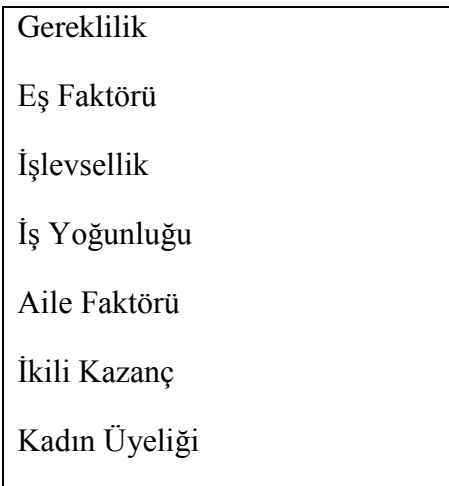 Gereklilik
Eş Faktörü
İşlevsellik
İş Yoğunluğu
Aile Faktörü
İkili Kazanç
Kadın Üyeliği